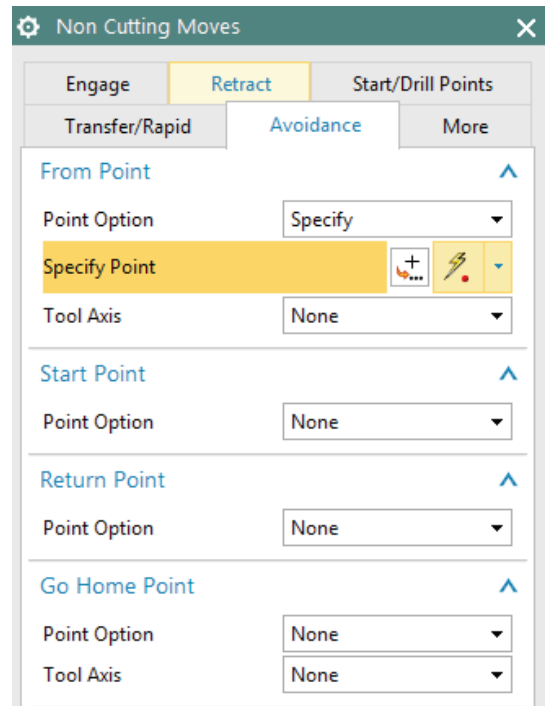 Non Cutting Moves
Engage Retract Start/Drill Points
Transfer/Rapid Avoidance More
From Point
Point Option Specify
Specify Point
Tool Axis None
Start Point
Point Option None
Return Point
Point Option None
Go Home Point
Point Option None
Tool Axis None